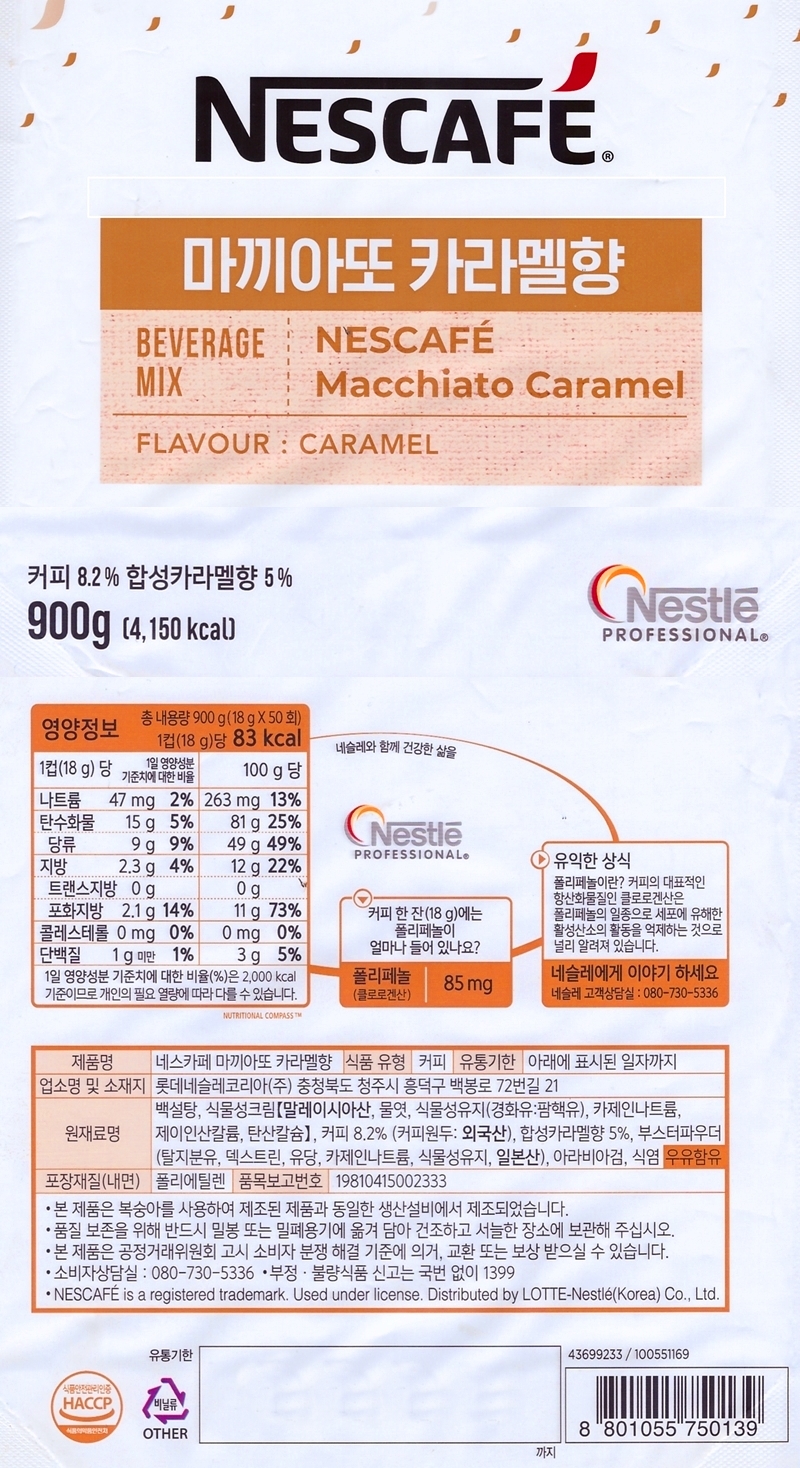 NESCAFÉ®
마끼아또 카라멜향
BEVERAGE
MIX
NESCAFÉ
Macchiato Caramel
FLAVOUR : CARAMEL
커피 8.2% 합성카라멜향 5%
900g (4,150 kcal)
Nestlé
PROFESSIONAL®
영양정보
총 내용량 900 g (18 g X 50 회)
1컵(18 g)당 83 kcal
1컵(18 g) 당 1일 영양성분 기준치에 대한 비율 100 g 당
나트륨 47 mg 2% 263 mg 13%
탄수화물 15 g 5% 81 g 25%
당류 9 g 9% 49 g 49%
지방 2.3 g 4% 12 g 22%
트랜스지방 0 g 0 g
포화지방 2.1 g 14% 11 g 73%
콜레스테롤 0 mg 0% 0 mg 0%
단백질 1 g 미만 1% 3 g 5%
1일 영양성분 기준치에 대한 비율(%)은 2,000 kcal
기준이므로 개인의 필요 열량에 따라 다를 수 있습니다.
NUTRITIONAL COMPASS™
네슬레와 함께 건강한 삶을
Nestlé
PROFESSIONAL®
커피 한 잔(18 g)에는
폴리페놀이
얼마나 들어 있나요?
폴리페놀
(클로로겐산)
85 mg
유익한 상식
폴리페놀이란? 커피의 대표적인
항산화물질인 클로로겐산은
폴리페놀의 일종으로 세포에 유해한
활성산소의 활동을 억제하는 것으로
널리 알려져 있습니다.
네슬레에게 이야기 하세요
네슬레 고객상담실 : 080-730-5336
제품명 네스카페 마끼아또 카라멜향 식품 유형 커피 유통기한 아래에 표시된 일자까지
업소명 및 소재지 롯데네슬레코리아(주) 충청북도 청주시 흥덕구 백봉로 72번길 21
원재료명
백설탕, 식물성크림【말레이시아산, 물엿, 식물성유지(경화유:팜핵유), 카제인나트륨,
제이인산칼륨, 탄산칼슘】, 커피 8.2% (커피원두: 외국산), 합성카라멜향 5%, 부스터파우더
(탈지분유, 덱스트린, 유당, 카제인나트륨, 식물성유지, 일본산), 아라비아검, 식염 우유함유
포장재질(내면) 폴리에틸렌 품목보고번호 19810415002333
• 본 제품은 복숭아를 사용하여 제조된 제품과 동일한 생산설비에서 제조되었습니다.
• 품질 보존을 위해 반드시 밀봉 또는 밀폐용기에 옮겨 담아 건조하고 서늘한 장소에 보관해 주십시오.
• 본 제품은 공정거래위원회 고시 소비자 분쟁 해결 기준에 의거, 교환 또는 보상 받으실 수 있습니다.
• 소비자상담실 : 080-730-5336 • 부정 · 불량식품 신고는 국번 없이 1399
• NESCAFÉ is a registered trademark. Used under license. Distributed by LOTTE-Nestlé(Korea) Co., Ltd.
유통기한
까지
43699233 / 100551169
식품안전관리인증
HACCP
식품의약품안전처
비닐류
OTHER
8 801055 750139